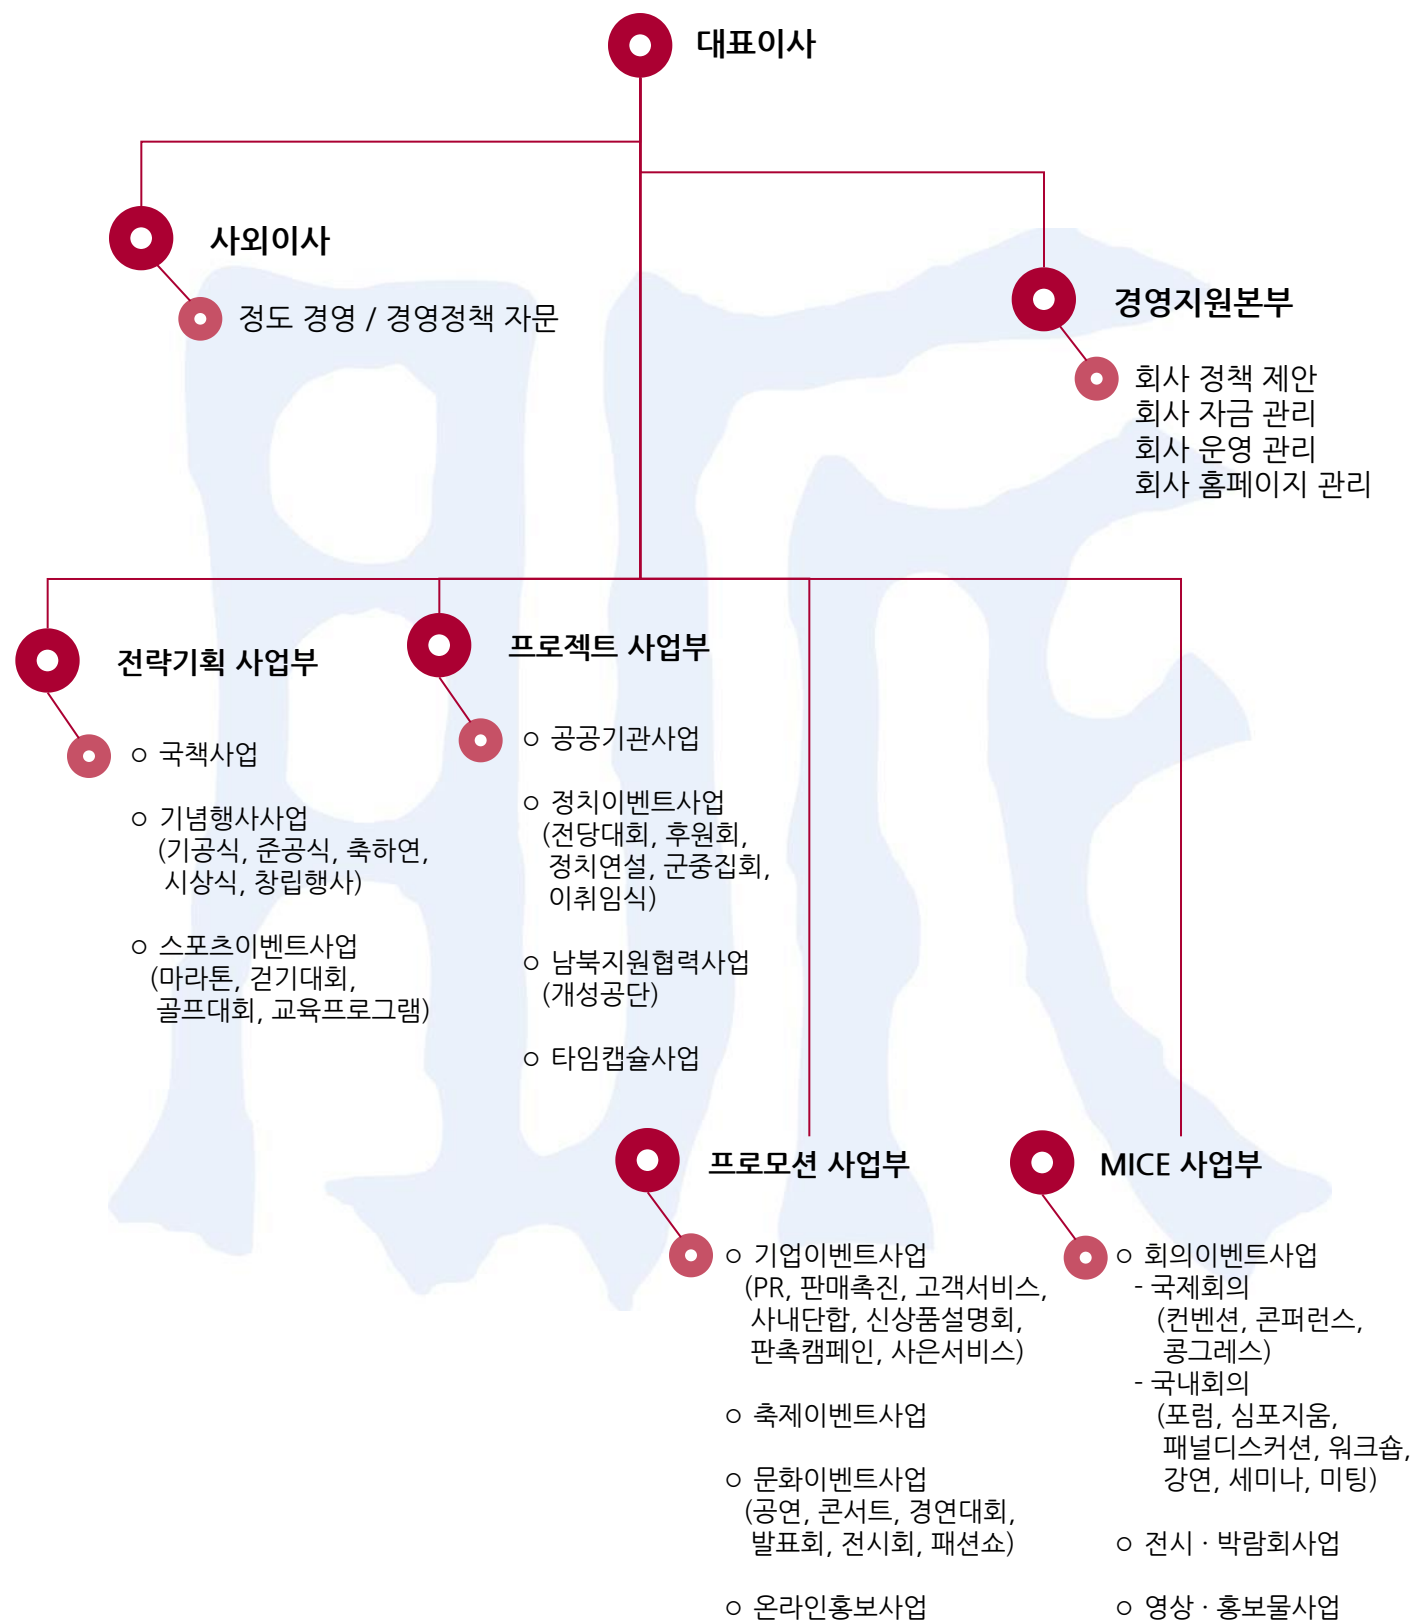 대표이사
사외이사
정도 경영 / 경영정책 자문
경영지원본부
회사 정책 제안
회사 자금 관리
회사 운영 관리
회사 홈페이지 관리
전략기획 사업부
○ 국책사업
○ 기념행사사업
(기공식, 준공식, 축하연,
시상식, 창립행사)
○ 스포츠이벤트사업
(마라톤, 걷기대회,
골프대회, 교육프로그램)
프로젝트 사업부
○ 공공기관사업
○ 정치이벤트사업
(전당대회, 후원회,
정치연설, 군중집회,
이취임식)
○ 남북지원협력사업
(개성공단)
○ 타임캡슐사업
프로모션 사업부
○ 기업이벤트사업
(PR, 판매촉진, 고객서비스,
사내단합, 신상품설명회,
판촉캠페인, 사은서비스)
○ 축제이벤트사업
○ 문화이벤트사업
(공연, 콘서트, 경연대회,
발표회, 전시회, 패션쇼)
○ 온라인홍보사업
MICE 사업부
○ 회의이벤트사업
- 국제회의
(컨벤션, 콘퍼런스,
콩그레스)
- 국내회의
(포럼, 심포지움,
패널디스커션, 워크숍,
강연, 세미나, 미팅)
○ 전시 · 박람회사업
○ 영상 · 홍보물사업